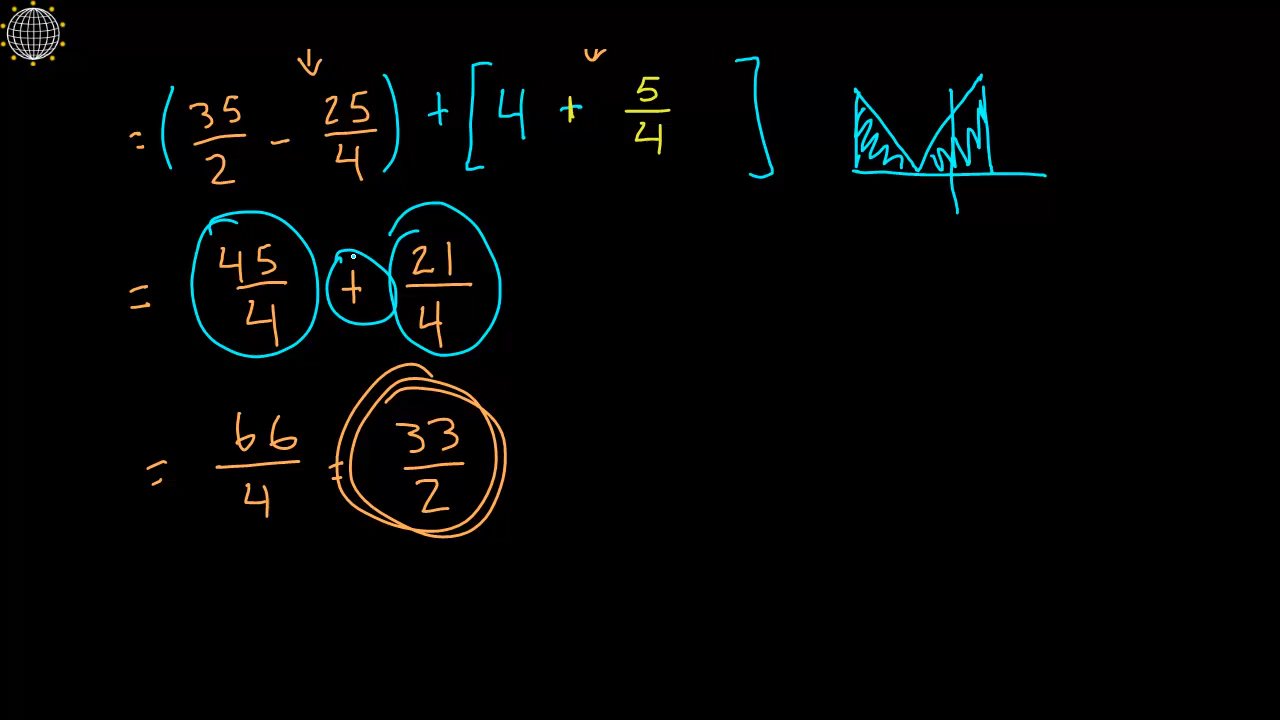 = (35/2 - 25/4) + [4 + 5/4]
= 45/4 + 21/4
= 66/4 = 33/2